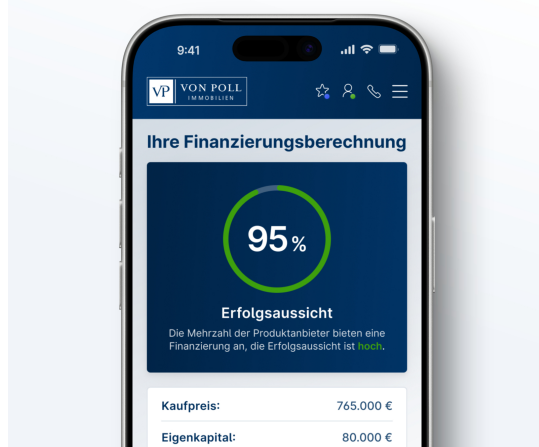 9:41
VP VON POLL
IMMOBILIEN
Ihre Finanzierungsberechnung
95 %
Erfolgsaussicht
Die Mehrzahl der Produktanbieter bieten eine
Finanzierung an, die Erfolgsaussicht ist hoch.
Kaufpreis: 765.000 €
Eigenkapital: 80.000 €